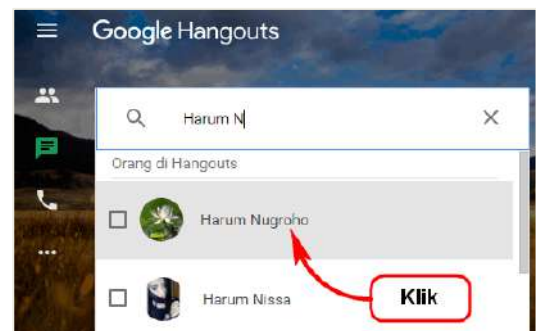 Google Hangouts
Harum N
Orang di Hangouts
Harum Nugroho
Harum Nissa
Klik